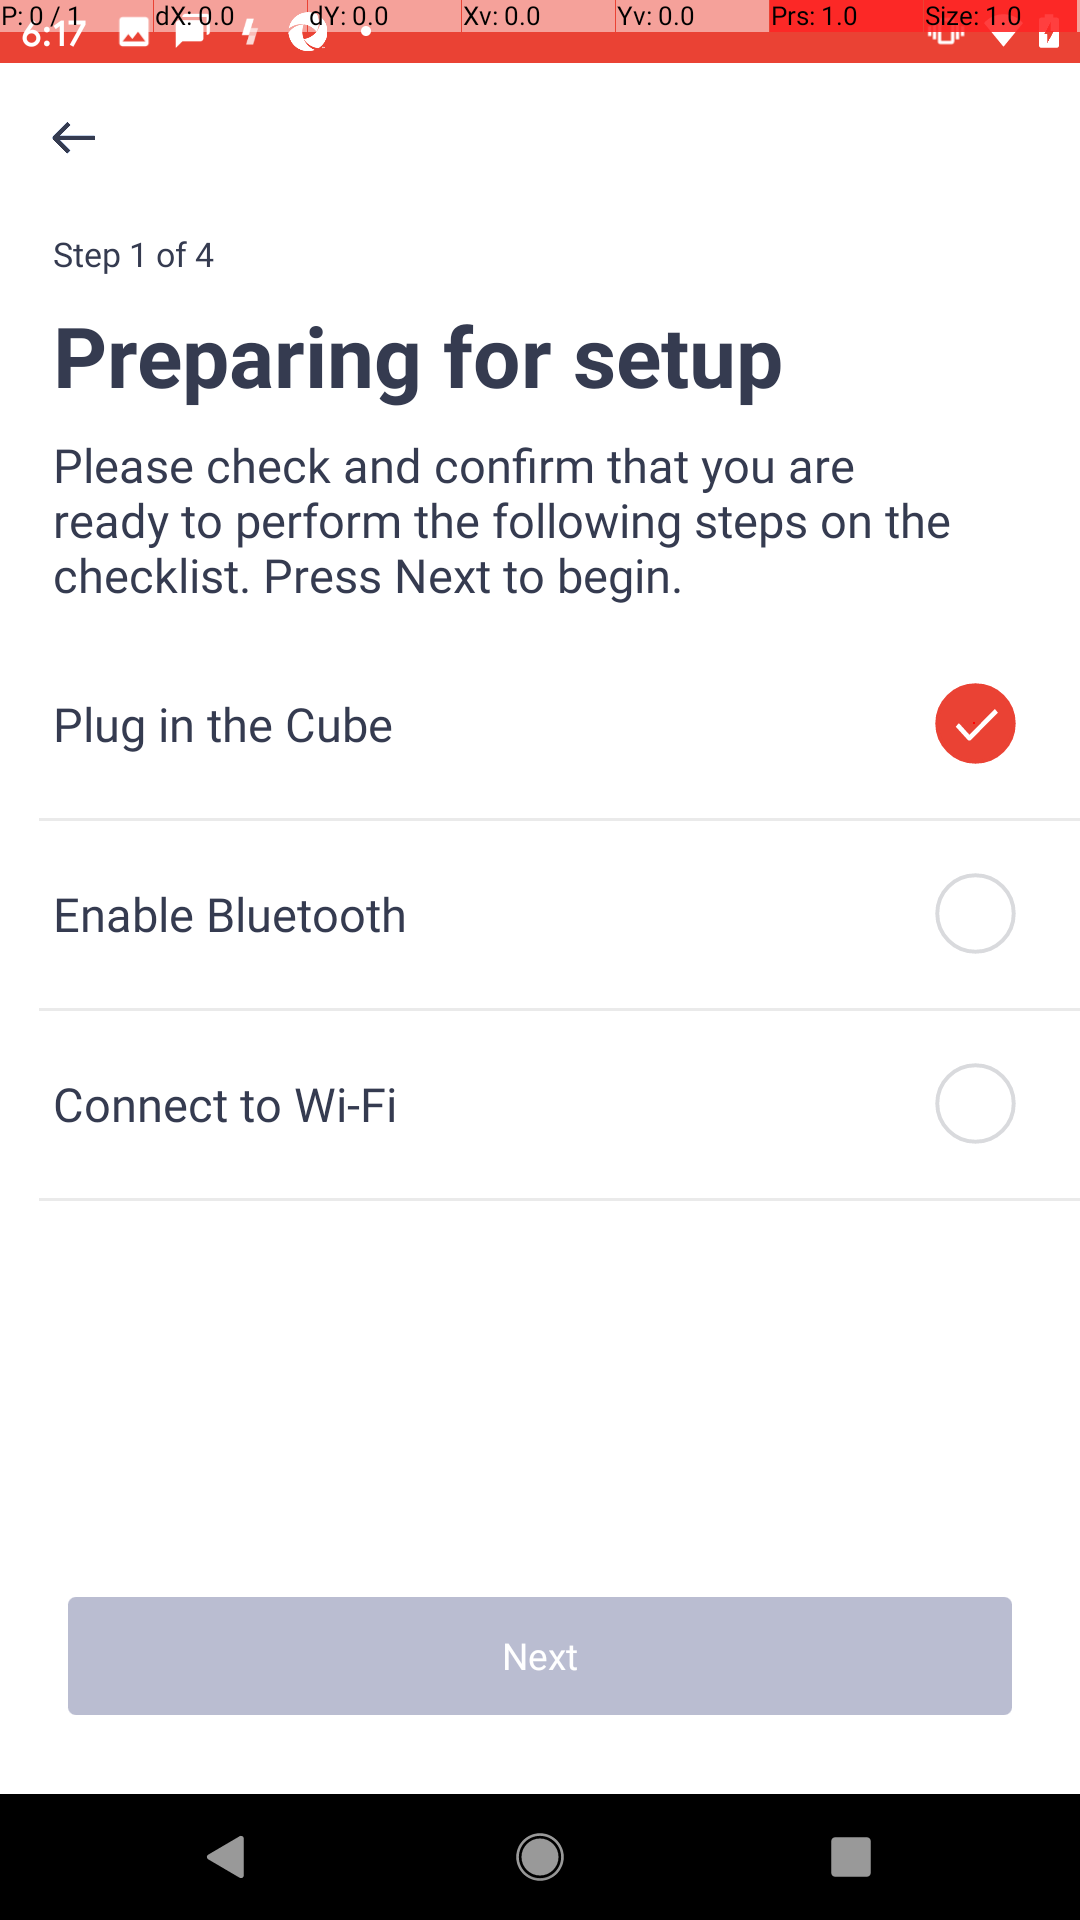 P: 0 / 1 dX: 0.0 dY: 0.0 Xv: 0.0 Yv: 0.0 Prs: 1.0 Size: 1.0
6:17
Step 1 of 4
Preparing for setup
Please check and confirm that you are
ready to perform the following steps on the
checklist. Press Next to begin.
Plug in the Cube
Enable Bluetooth
Connect to Wi-Fi
Next